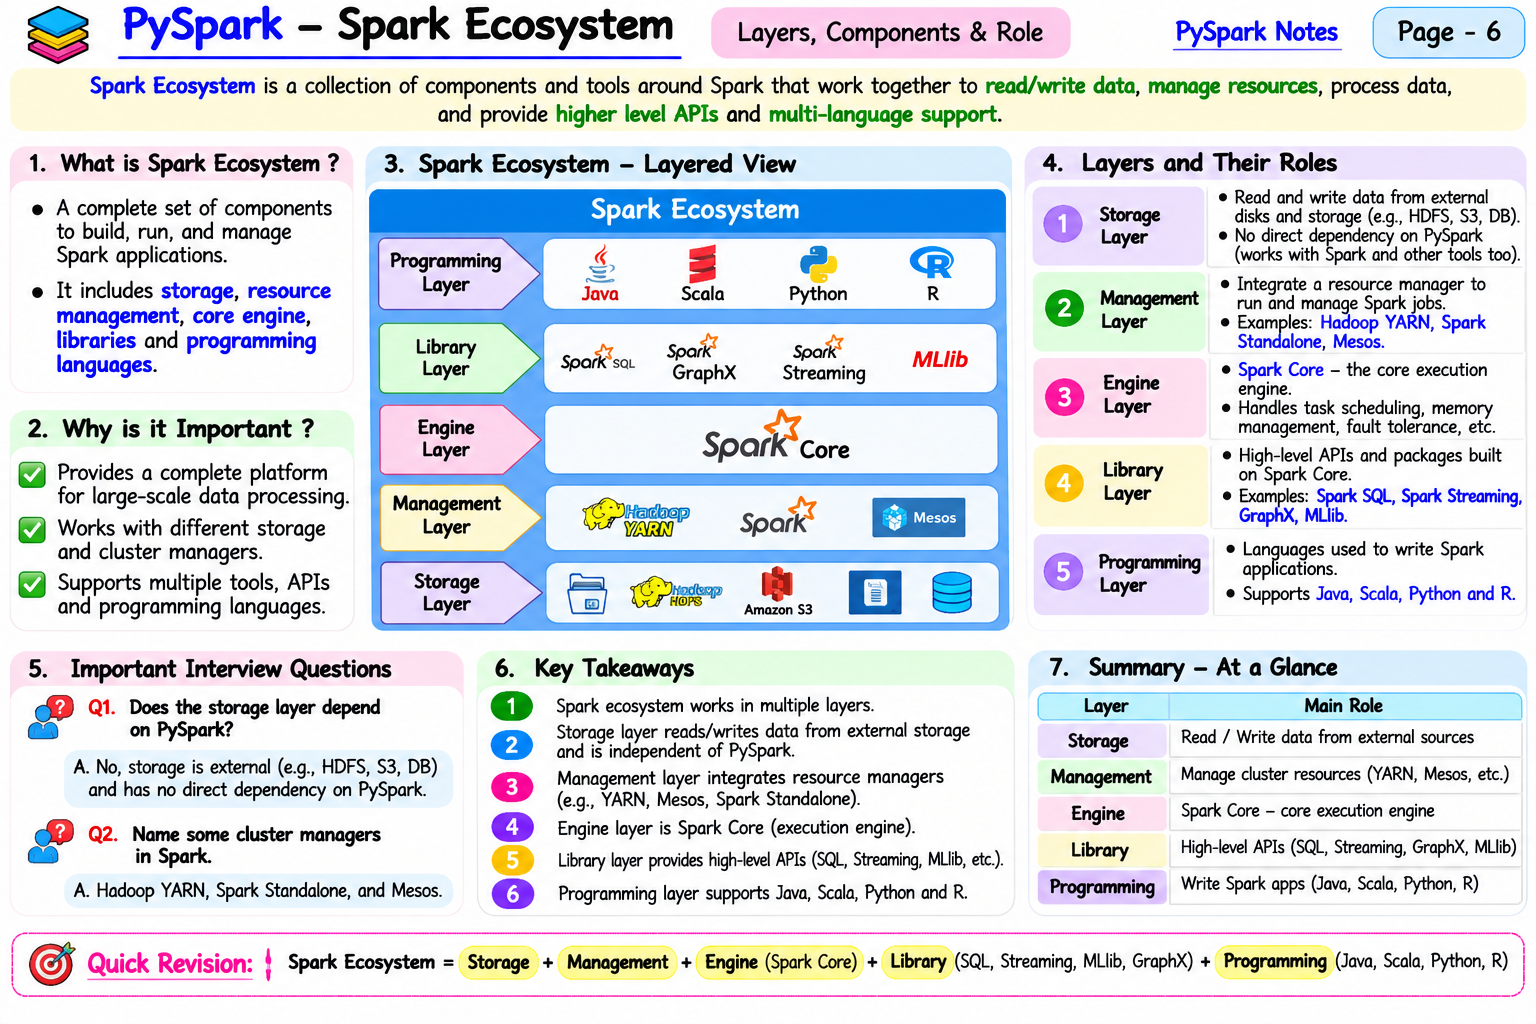 PySpark – Spark Ecosystem
Layers, Components & Role
PySpark Notes
Page - 6
Spark Ecosystem is a collection of components and tools around Spark that work together to read/write data, manage resources, process data,
and provide higher level APIs and multi-language support.
1. What is Spark Ecosystem ?
• A complete set of components
to build, run, and manage
Spark applications.
• It includes storage, resource
management, core engine,
libraries and programming
languages.
2. Why is it Important ?
Provides a complete platform
for large-scale data processing.
Works with different storage
and cluster managers.
Supports multiple tools, APIs
and programming languages.
3. Spark Ecosystem – Layered View
Spark Ecosystem
Programming
Layer
Java
Scala
Python
R
Library
Layer
Spark SQL
Spark
GraphX
Spark
Streaming
MLlib
Engine
Layer
Spark Core
Management
Layer
Hadoop
YARN
Spark
Mesos
Storage
Layer
Hadoop
HDFS
Amazon S3
4. Layers and Their Roles
1
Storage
Layer
• Read and write data from external
disks and storage (e.g., HDFS, S3, DB).
• No direct dependency on PySpark
(works with Spark and other tools too).
2
Management
Layer
• Integrate a resource manager to
run and manage Spark jobs.
• Examples: Hadoop YARN, Spark
Standalone, Mesos.
3
Engine
Layer
• Spark Core – the core execution
engine.
• Handles task scheduling, memory
management, fault tolerance, etc.
4
Library
Layer
• High-level APIs and packages built
on Spark Core.
• Examples: Spark SQL, Spark Streaming,
GraphX, MLlib.
5
Programming
Layer
• Languages used to write Spark
applications.
• Supports Java, Scala, Python and R.
5. Important Interview Questions
Q1. Does the storage layer depend
on PySpark?
A. No, storage is external (e.g., HDFS, S3, DB)
and has no direct dependency on PySpark.
Q2. Name some cluster managers
in Spark.
A. Hadoop YARN, Spark Standalone, and Mesos.
6. Key Takeaways
1 Spark ecosystem works in multiple layers.
2 Storage layer reads/writes data from external storage
and is independent of PySpark.
3 Management layer integrates resource managers
(e.g., YARN, Mesos, Spark Standalone).
4 Engine layer is Spark Core (execution engine).
5 Library layer provides high-level APIs (SQL, Streaming, MLlib, etc.).
6 Programming layer supports Java, Scala, Python and R.
7. Summary – At a Glance
Layer Main Role
Storage Read / Write data from external sources
Management Manage cluster resources (YARN, Mesos, etc.)
Engine Spark Core – core execution engine
Library High-level APIs (SQL, Streaming, GraphX, MLlib)
Programming Write Spark apps (Java, Scala, Python, R)
Quick Revision: Spark Ecosystem = Storage + Management + Engine (Spark Core) + Library (SQL, Streaming, MLlib, GraphX) + Programming (Java, Scala, Python, R)